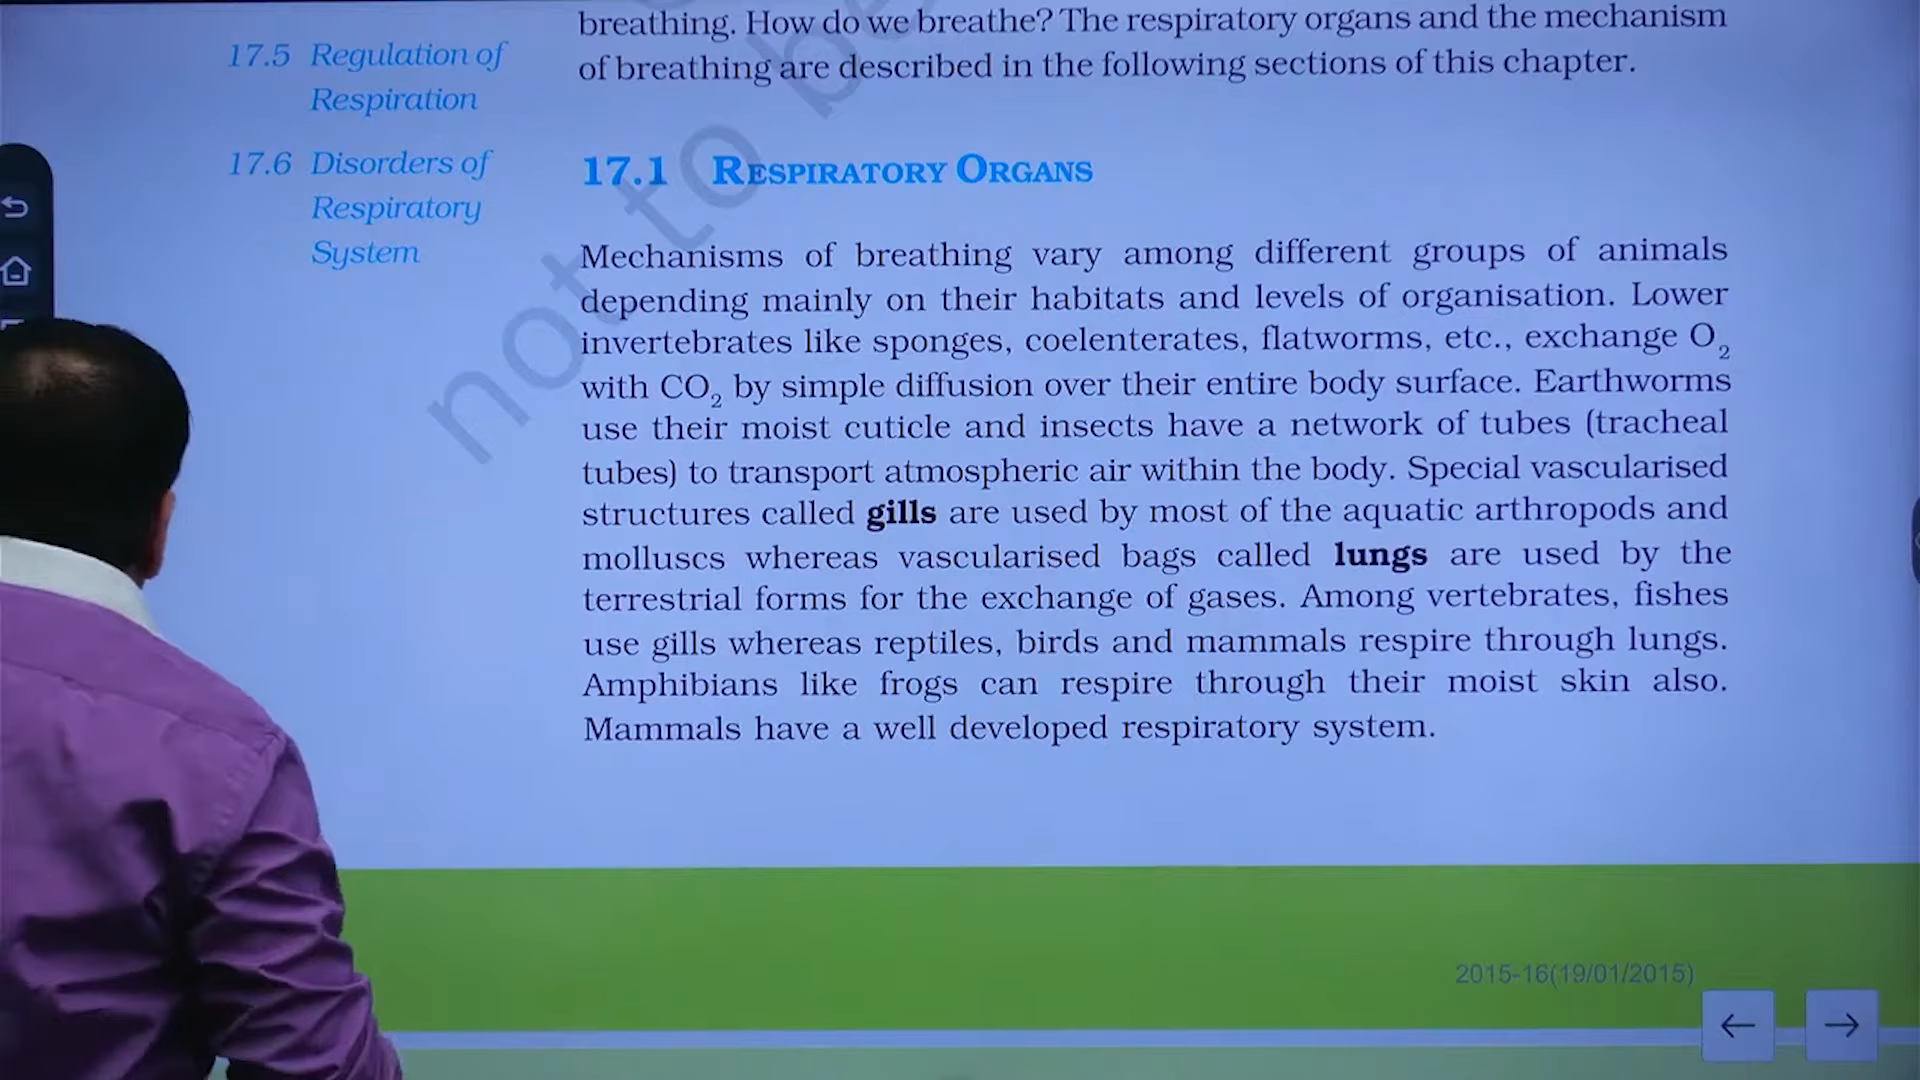 breathing. How do we breathe? The respiratory organs and the mechanism
of breathing are described in the following sections of this chapter.
17.5 Regulation of
Respiration
17.6 Disorders of
Respiratory
System
17.1 RESPIRATORY ORGANS
Mechanisms of breathing vary among different groups of animals
depending mainly on their habitats and levels of organisation. Lower
invertebrates like sponges, coelenterates, flatworms, etc., exchange O₂
with CO₂ by simple diffusion over their entire body surface. Earthworms
use their moist cuticle and insects have a network of tubes (tracheal
tubes) to transport atmospheric air within the body. Special vascularised
structures called gills are used by most of the aquatic arthropods and
molluscs whereas vascularised bags called lungs are used by the
terrestrial forms for the exchange of gases. Among vertebrates, fishes
use gills whereas reptiles, birds and mammals respire through lungs.
Amphibians like frogs can respire through their moist skin also.
Mammals have a well developed respiratory system.
not to be
2015-16(19/01/2015)